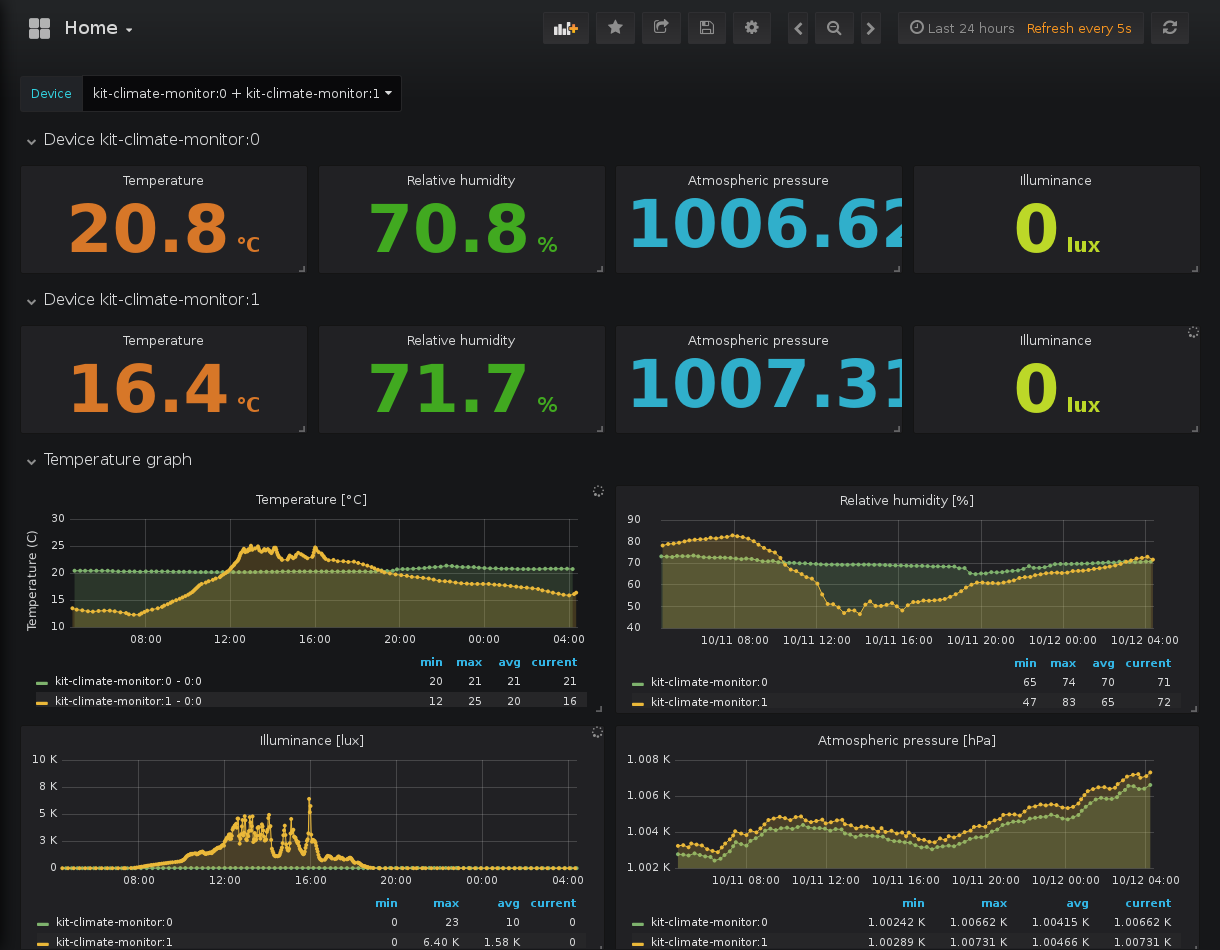 Home
Last 24 hours Refresh every 5s
Device kit-climate-monitor:0 + kit-climate-monitor:1
Device kit-climate-monitor:0
Temperature Relative humidity Atmospheric pressure Illuminance
20.8 °C 70.8 % 1006.62 0 lux
Device kit-climate-monitor:1
Temperature Relative humidity Atmospheric pressure Illuminance
16.4 °C 71.7 % 1007.31 0 lux
Temperature graph
Temperature [°C]
Temperature (C)
30
25
20
15
10
08:00 12:00 16:00 20:00 00:00 04:00
min max avg current
kit-climate-monitor:0 - 0:0 20 21 21 21
kit-climate-monitor:1 - 0:0 12 25 20 16
Relative humidity [%]
90
80
70
60
50
40
10/11 08:00 10/11 12:00 10/11 16:00 10/11 20:00 10/12 00:00 10/12 04:00
min max avg current
kit-climate-monitor:0 65 74 70 71
kit-climate-monitor:1 47 83 65 72
Illuminance [lux]
10 K
8 K
5 K
3 K
0
08:00 12:00 16:00 20:00 00:00 04:00
min max avg current
kit-climate-monitor:0 0 23 10 0
kit-climate-monitor:1 0 6.40 K 1.58 K 0
Atmospheric pressure [hPa]
1.008 K
1.006 K
1.004 K
1.002 K
10/11 08:00 10/11 12:00 10/11 16:00 10/11 20:00 10/12 00:00 10/12 04:00
min max avg current
kit-climate-monitor:0 1.00242 K 1.00662 K 1.00415 K 1.00662 K
kit-climate-monitor:1 1.00289 K 1.00731 K 1.00466 K 1.00731 K